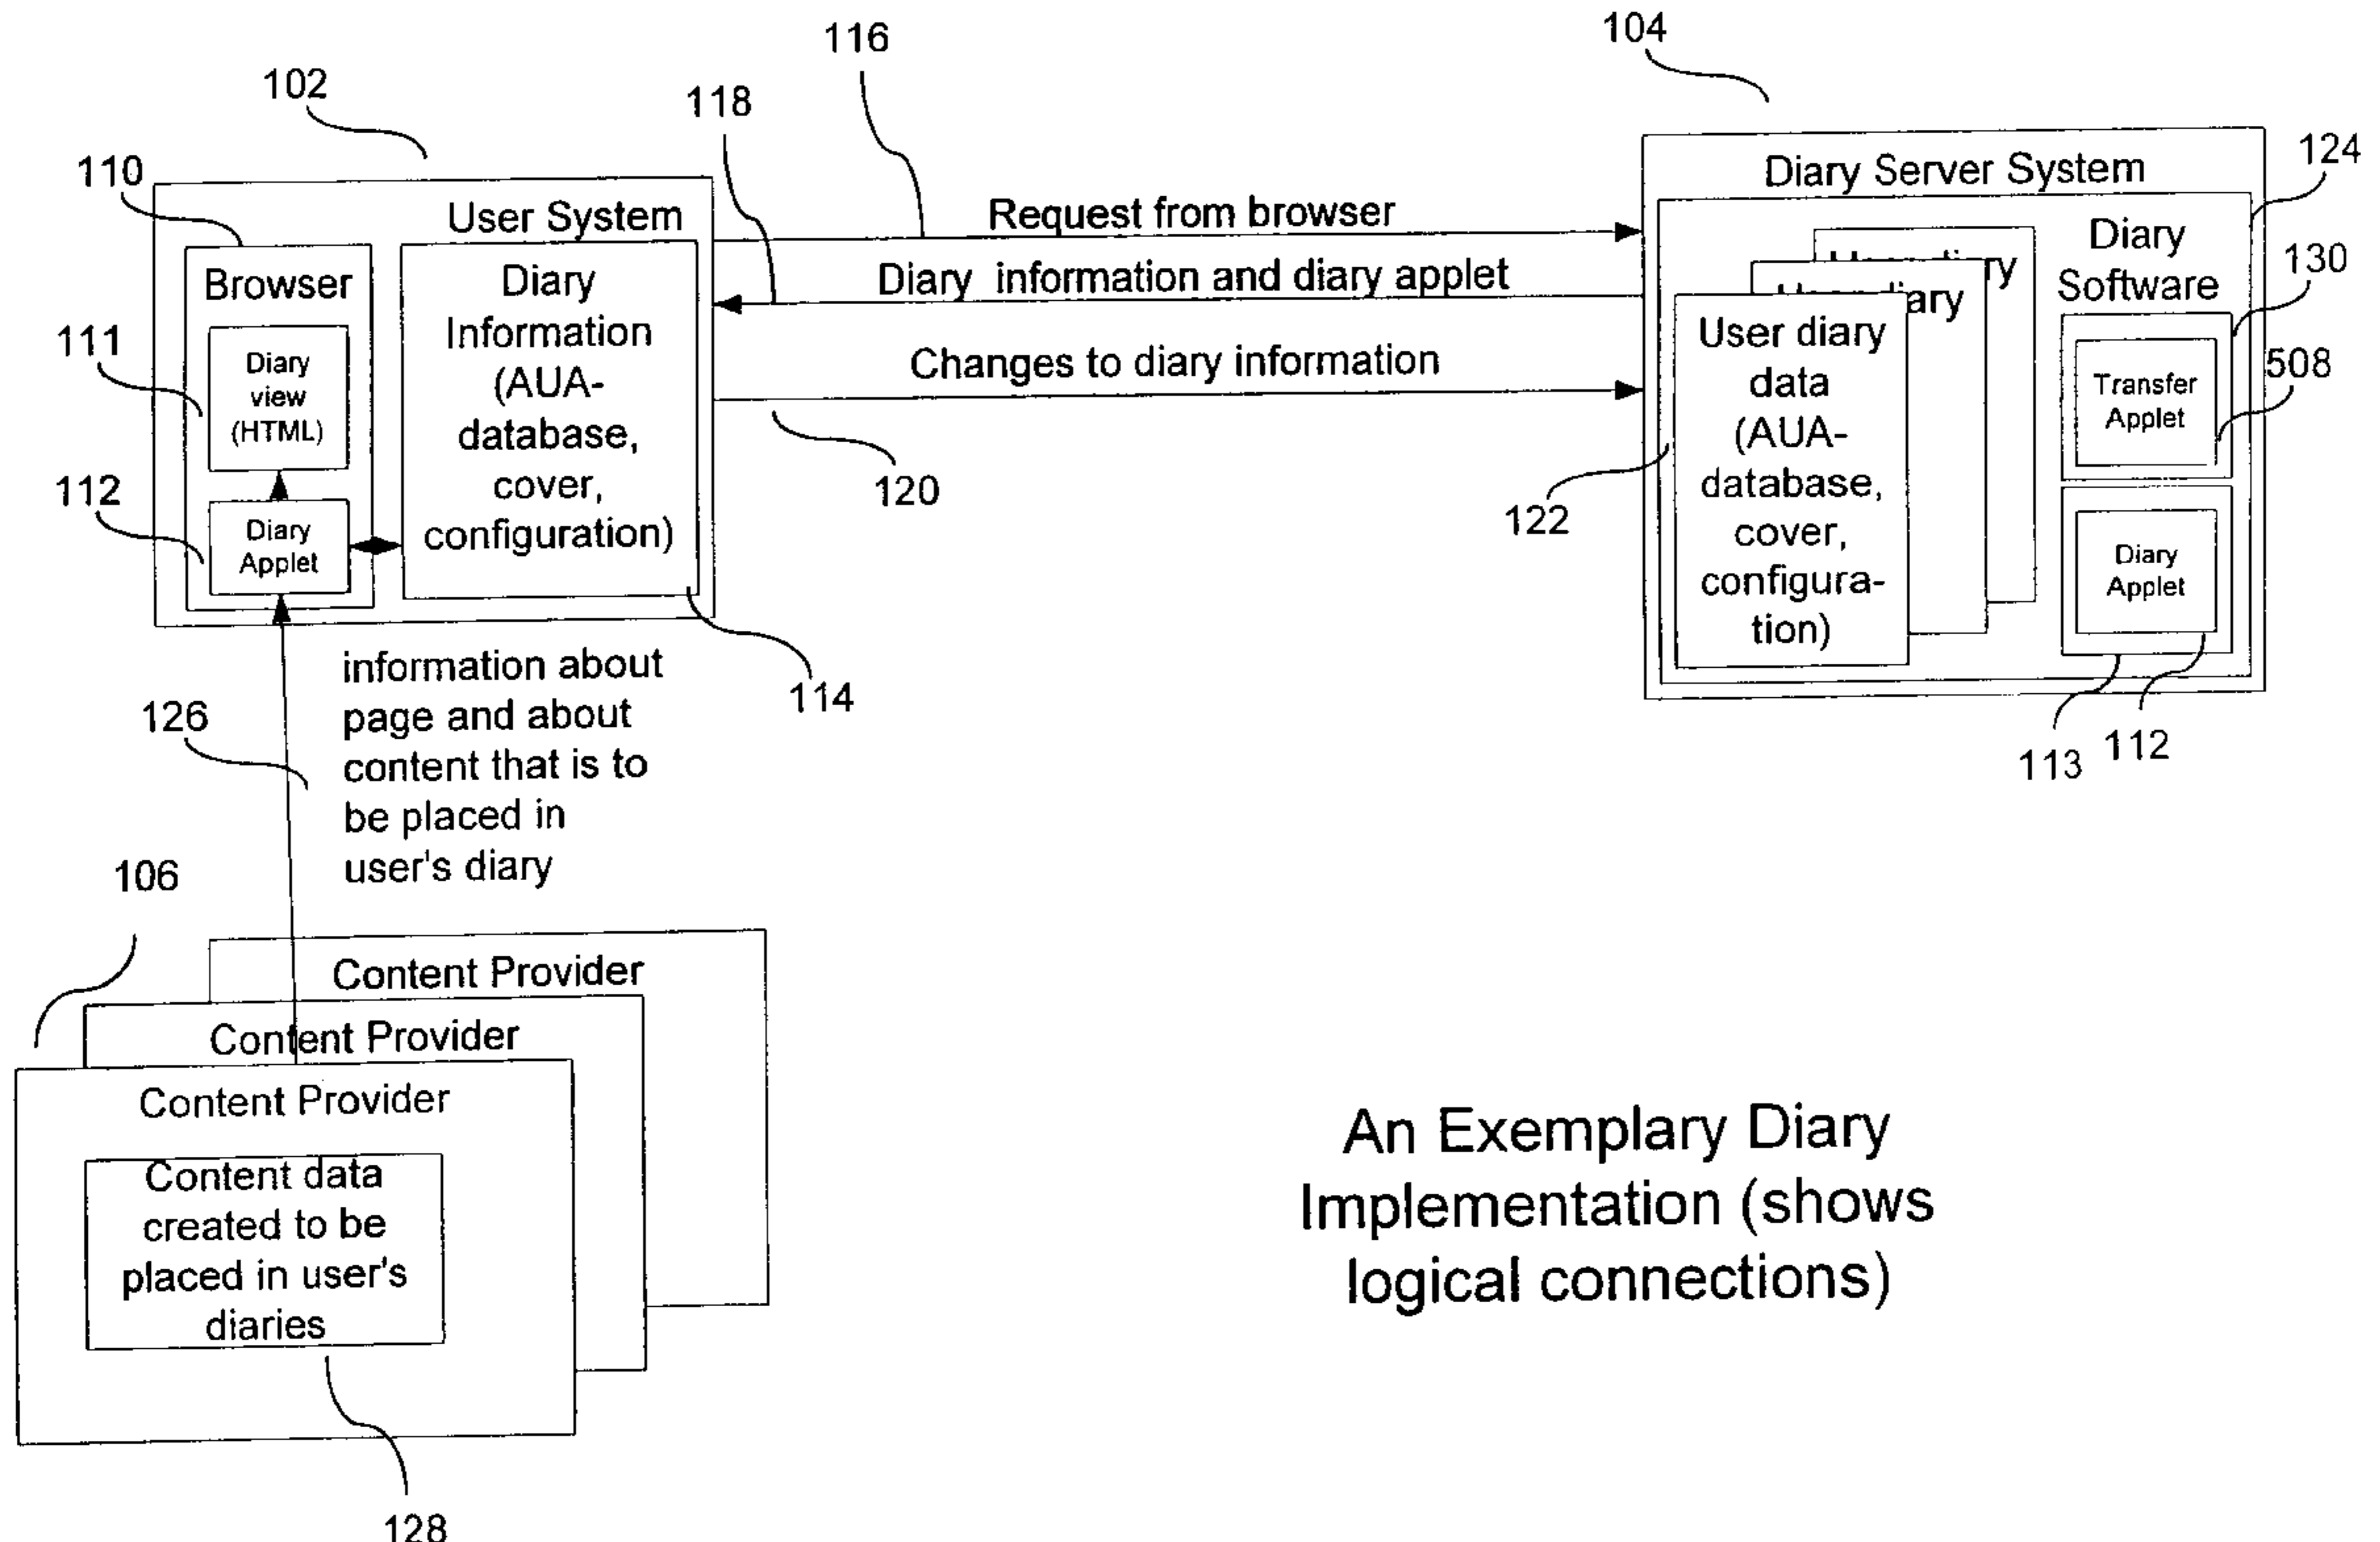 116
104
102
118
110
124
User System
Browser
Diary
view
(HTML)
111
Diary
Applet
112
Diary
Information
(AUA-
database,
cover,
configuration)
114
Request from browser
Diary information and diary applet
Changes to diary information
120
Diary Server System
Diary
Software
130
508
User diary
data
(AUA-
database,
cover,
configura-
tion)
122
Transfer
Applet
Diary
Applet
113
112
information about
page and about
content that is to
be placed in
user's diary
126
106
Content Provider
Content Provider
Content Provider
Content data
created to be
placed in user's
diaries
128
An Exemplary Diary
Implementation (shows
logical connections)